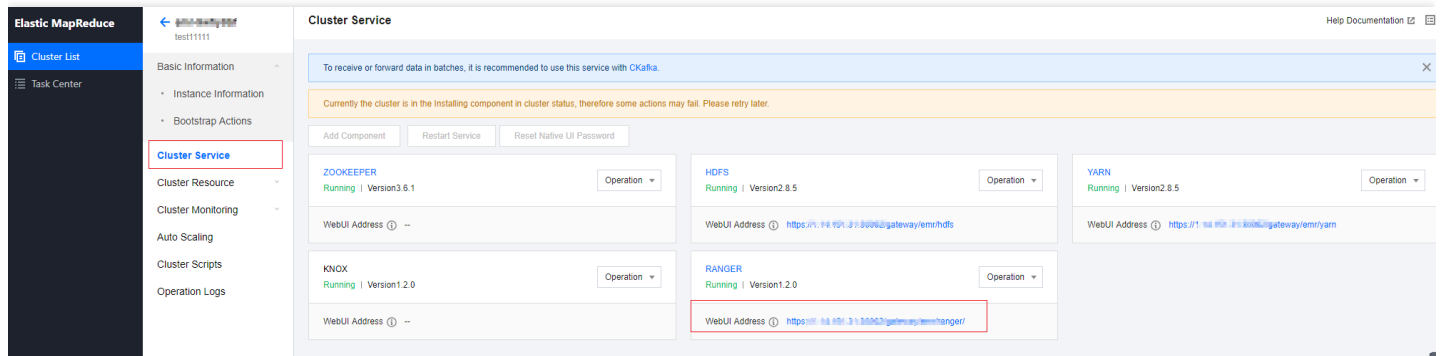 Elastic MapReduce
Cluster List
Task Center
test11111
Basic Information
Instance Information
Bootstrap Actions
Cluster Service
Cluster Resource
Cluster Monitoring
Auto Scaling
Cluster Scripts
Operation Logs
Cluster Service
Help Documentation
To receive or forward data in batches, it is recommended to use this service with CKafka.
Currently the cluster is in the Installing component in cluster status, therefore some actions may fail. Please retry later.
Add Component Restart Service Reset Native UI Password
ZOOKEEPER
Running | Version3.6.1
Operation
WebUI Address --
HDFS
Running | Version2.8.5
Operation
WebUI Address
YARN
Running | Version2.8.5
Operation
WebUI Address
KNOX
Running | Version1.2.0
Operation
WebUI Address --
RANGER
Running | Version1.2.0
Operation
WebUI Address